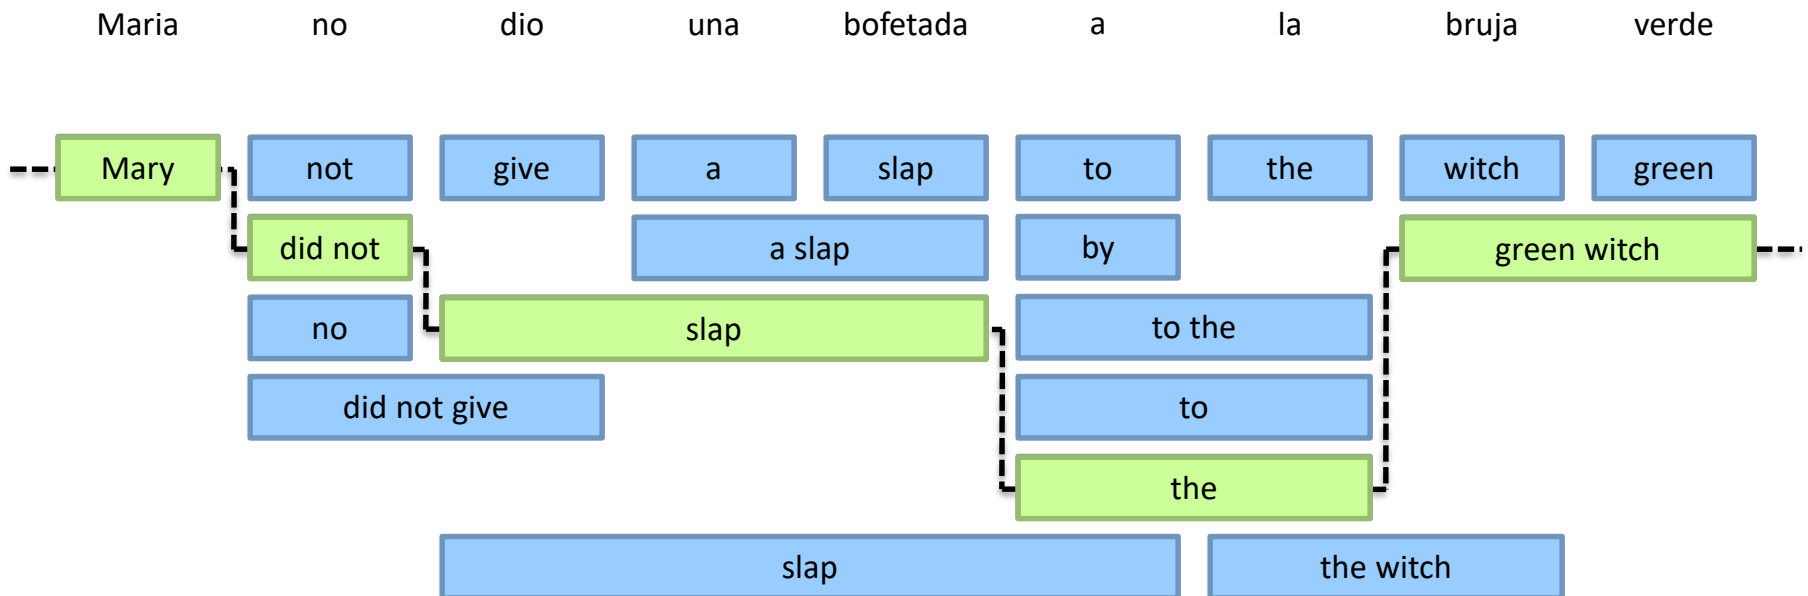 Maria no dio una bofetada a la bruja verde
Mary not give a slap to the witch green
did not a slap by green witch
no slap to the
did not give to
the
slap the witch